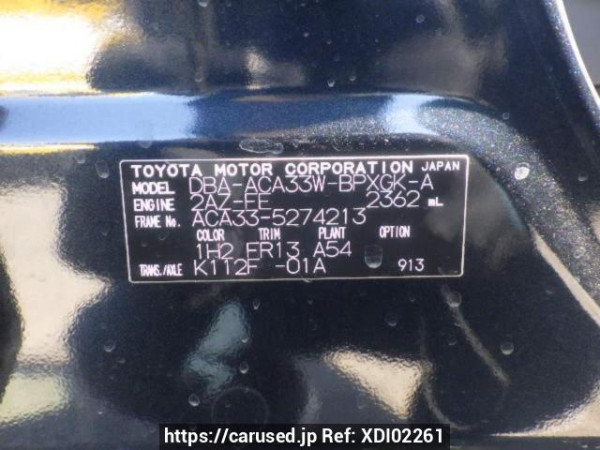 TOYOTA MOTOR CORPORATION JAPAN
MODEL DBA-ACA33W-BPXGK-A
ENGINE 2AZ-FE 2362 mL
FRAME No. ACA33-5274213
COLOR TRIM PLANT OPTION
1H2 FR13 A54
TRANS./AXLE K112F -01A 913
https://carused.jp Ref: XDI02261